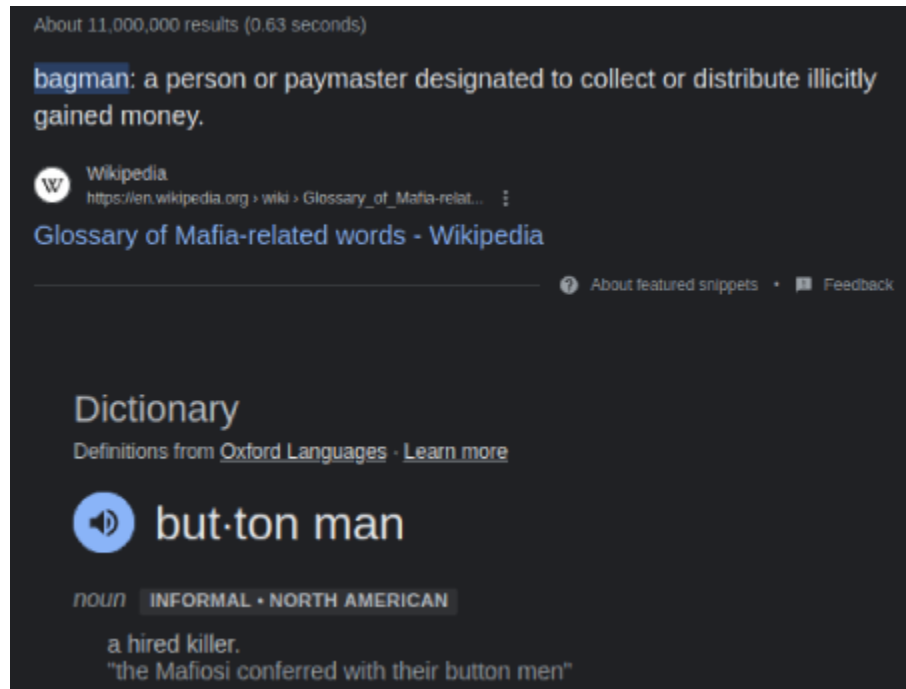 About 11,000,000 results (0.63 seconds)
bagman: a person or paymaster designated to collect or distribute illicitly
gained money.
W
Wikipedia
https://en.wikipedia.org › wiki › Glossary_of_Mafia-relat...
Glossary of Mafia-related words - Wikipedia
About featured snippets • Feedback
Dictionary
Definitions from Oxford Languages · Learn more
but·ton man
noun INFORMAL • NORTH AMERICAN
a hired killer.
"the Mafiosi conferred with their button men"